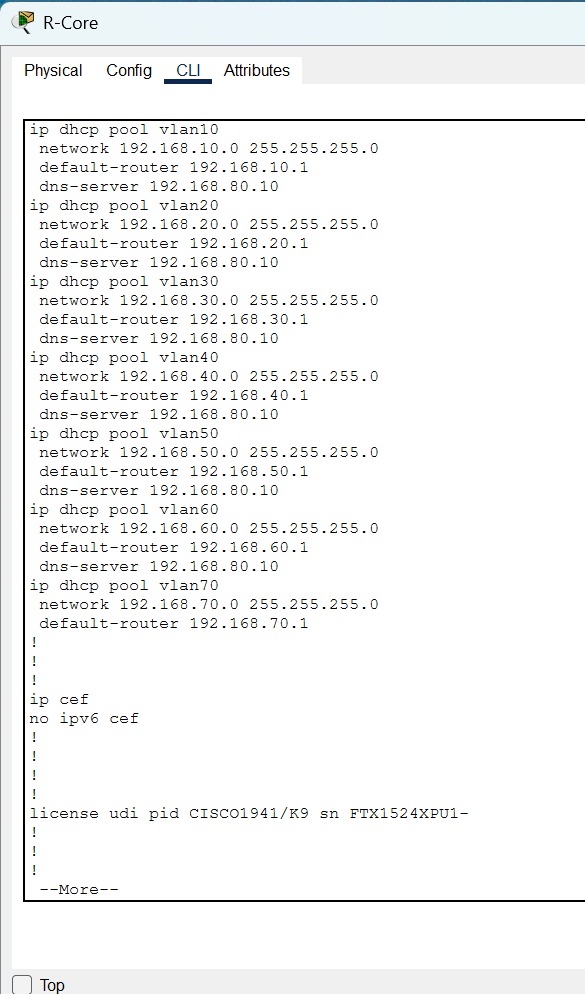 R-Core
Physical Config CLI Attributes
ip dhcp pool vlan10
network 192.168.10.0 255.255.255.0
default-router 192.168.10.1
dns-server 192.168.80.10
ip dhcp pool vlan20
network 192.168.20.0 255.255.255.0
default-router 192.168.20.1
dns-server 192.168.80.10
ip dhcp pool vlan30
network 192.168.30.0 255.255.255.0
default-router 192.168.30.1
dns-server 192.168.80.10
ip dhcp pool vlan40
network 192.168.40.0 255.255.255.0
default-router 192.168.40.1
dns-server 192.168.80.10
ip dhcp pool vlan50
network 192.168.50.0 255.255.255.0
default-router 192.168.50.1
dns-server 192.168.80.10
ip dhcp pool vlan60
network 192.168.60.0 255.255.255.0
default-router 192.168.60.1
dns-server 192.168.80.10
ip dhcp pool vlan70
network 192.168.70.0 255.255.255.0
default-router 192.168.70.1
!
!
!
ip cef
no ipv6 cef
!
!
!
!
license udi pid CISCO1941/K9 sn FTX1524XPU1-
!
!
!
--More--
Top